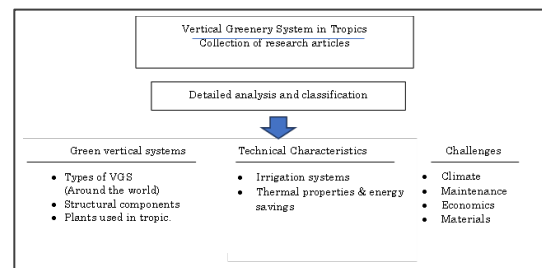 Vertical Greenery System in Tropics
Collection of research articles
Detailed analysis and classification
Green vertical systems
• Types of VGS
(Around the world)
• Structural components
• Plants used in tropic.
Technical Characteristics
• Irrigation systems
• Thermal properties & energy
savings
Challenges
• Climate
• Maintenance
• Economics
• Materials